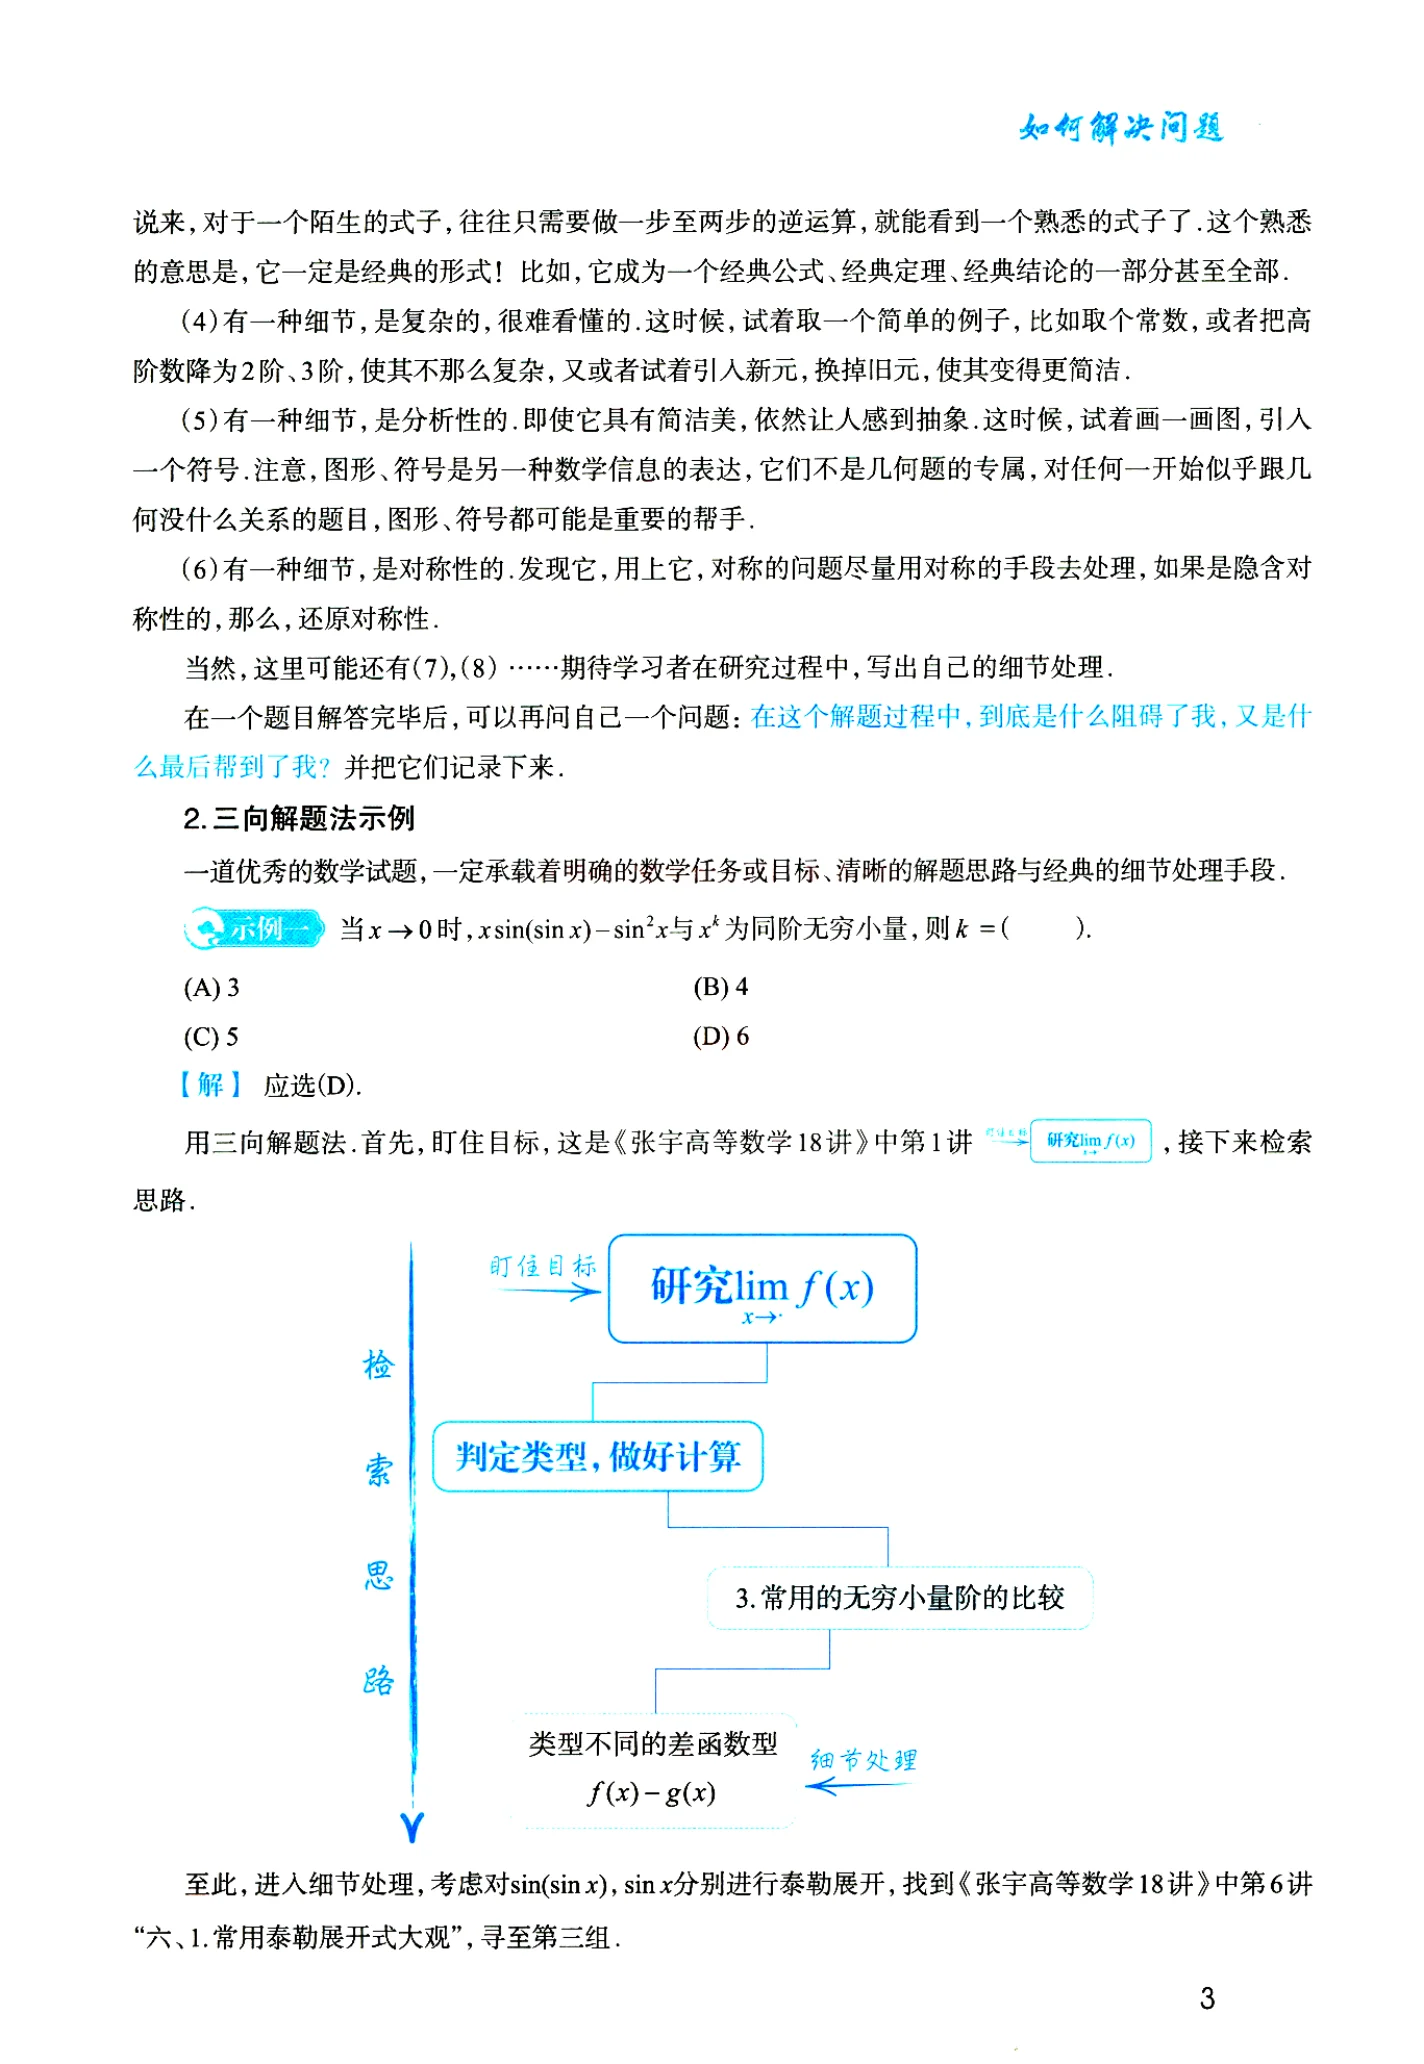 如何解决问题
说来,对于一个陌生的式子,往往只需要做一步至两步的逆运算,就能看到一个熟悉的式子了.这个熟悉
的意思是,它一定是经典的形式!比如,它成为一个经典公式、经典定理、经典结论的一部分甚至全部.
(4)有一种细节,是复杂的,很难看懂的.这时候,试着取一个简单的例子,比如取个常数,或者把高
阶数降为2阶、3阶,使其不那么复杂,又或者试着引入新元,换掉旧元,使其变得更简洁.
(5)有一种细节,是分析性的.即使它具有简洁美,依然让人感到抽象.这时候,试着画一画图,引入
一个符号.注意,图形、符号是另一种数学信息的表达,它们不是几何题的专属,对任何一开始似乎跟几
何没什么关系的题目,图形、符号都可能是重要的帮手.
(6)有一种细节,是对称性的.发现它,用上它,对称的问题尽量用对称的手段去处理,如果是隐含对
称性的,那么,还原对称性.
当然,这里可能还有(7),(8)……期待学习者在研究过程中,写出自己的细节处理.
在一个题目解答完毕后,可以再问自己一个问题:在这个解题过程中,到底是什么阻碍了我,又是什
么最后帮到了我?并把它们记录下来.
2.三向解题法示例
一道优秀的数学试题,一定承载着明确的数学任务或目标、清晰的解题思路与经典的细节处理手段.
示例一 当x→0时,x sin(sin x)−sin²x与xᵏ为同阶无穷小量,则k =( ).
(A) 3 (B) 4
(C) 5 (D) 6
【解】 应选(D).
用三向解题法.首先,盯住目标,这是《张宇高等数学18讲》中第1讲 盯住目标→ 研究lim f(x) x→· ,接下来检索
思路.
盯住目标 研究lim f(x)
x→·
检索思路
判定类型,做好计算
3.常用的无穷小量阶的比较
类型不同的差函数型
细节处理
f(x)−g(x)
至此,进入细节处理,考虑对sin(sin x), sin x分别进行泰勒展开,找到《张宇高等数学18讲》中第6讲
“六、1.常用泰勒展开式大观”,寻至第三组.
3